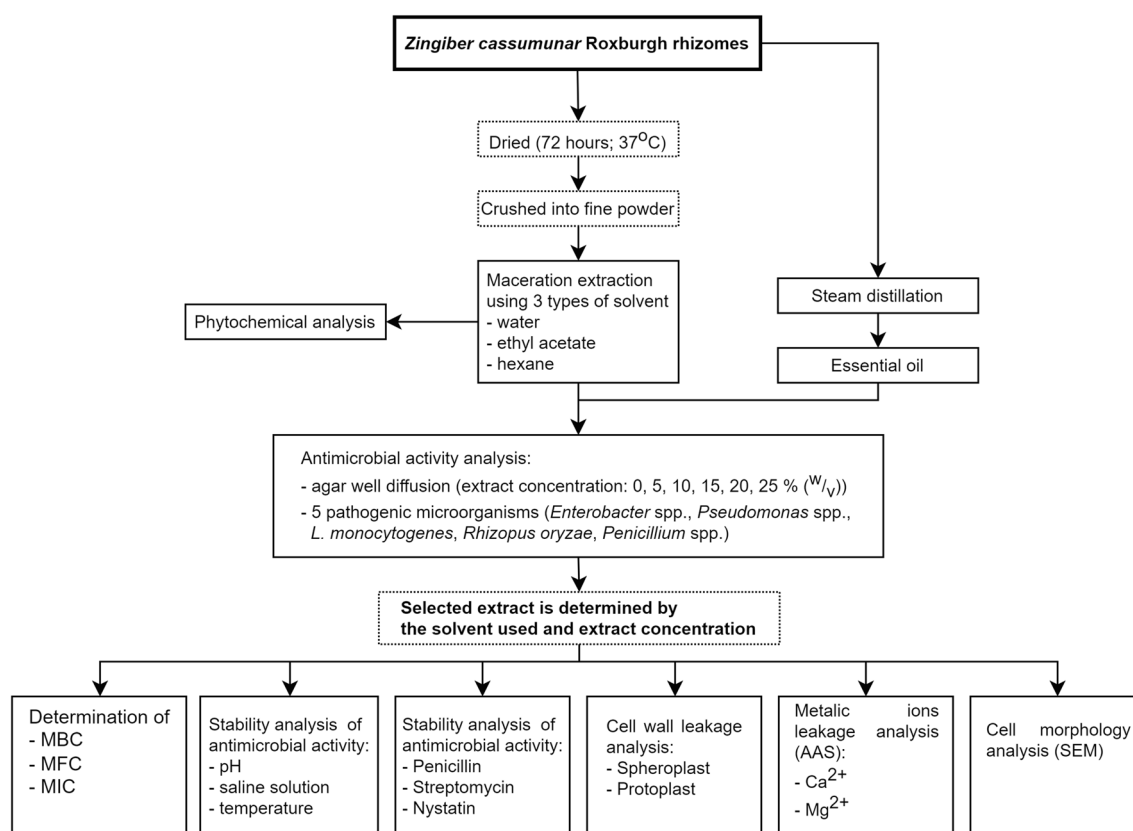 Zingiber cassumunar Roxburgh rhizomes
Dried (72 hours; 37°C)
Crushed into fine powder
Maceration extraction
using 3 types of solvent
- water
- ethyl acetate
- hexane
Phytochemical analysis
Steam distillation
Essential oil
Antimicrobial activity analysis:
- agar well diffusion (extract concentration: 0, 5, 10, 15, 20, 25 % (w/v))
- 5 pathogenic microorganisms (Enterobacter spp., Pseudomonas spp.,
L. monocytogenes, Rhizopus oryzae, Penicillium spp.)
Selected extract is determined by
the solvent used and extract concentration
Determination of
- MBC
- MFC
- MIC
Stability analysis of
antimicrobial activity:
- pH
- saline solution
- temperature
Stability analysis of
antimicrobial activity:
- Penicillin
- Streptomycin
- Nystatin
Cell wall leakage
analysis:
- Spheroplast
- Protoplast
Metalic ions
leakage analysis
(AAS):
- Ca2+
- Mg2+
Cell morphology
analysis (SEM)